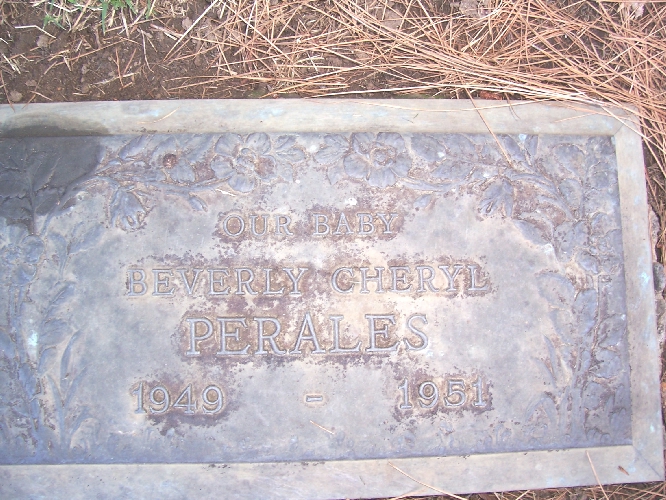 OUR BABY
BEVERLY CHERYL
PERALES
1949 - 1951